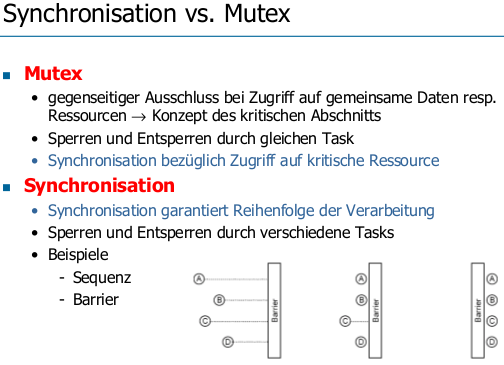 Synchronisation vs. Mutex
Mutex
gegenseitiger Ausschluss bei Zugriff auf gemeinsame Daten resp.
Ressourcen → Konzept des kritischen Abschnitts
Sperren und Entsperren durch gleichen Task
Synchronisation bezüglich Zugriff auf kritische Ressource
Synchronisation
Synchronisation garantiert Reihenfolge der Verarbeitung
Sperren und Entsperren durch verschiedene Tasks
Beispiele
- Sequenz
- Barrier
A
B
C
D
Barrier
A
B
C
D
Barrier
Barrier
A
B
C
D